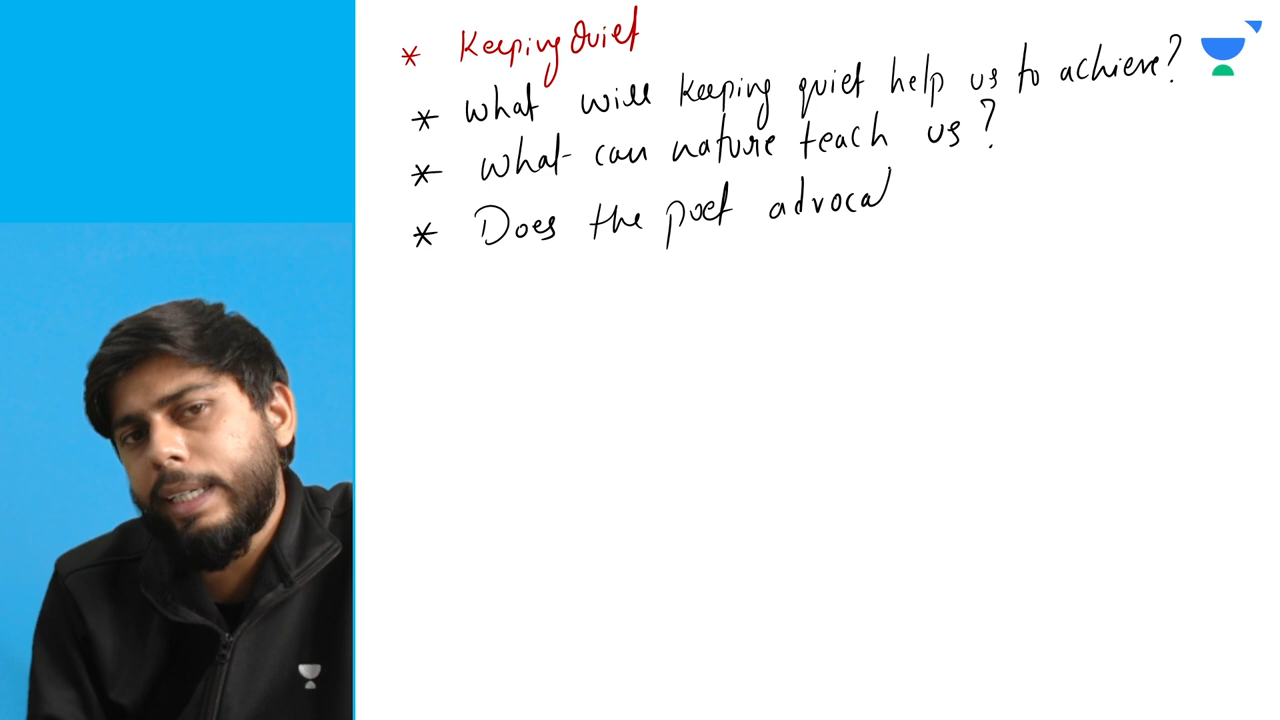 * Keeping Quiet
* What will keeping quiet help us to achieve?
* What can nature teach us?
* Does the poet advoca